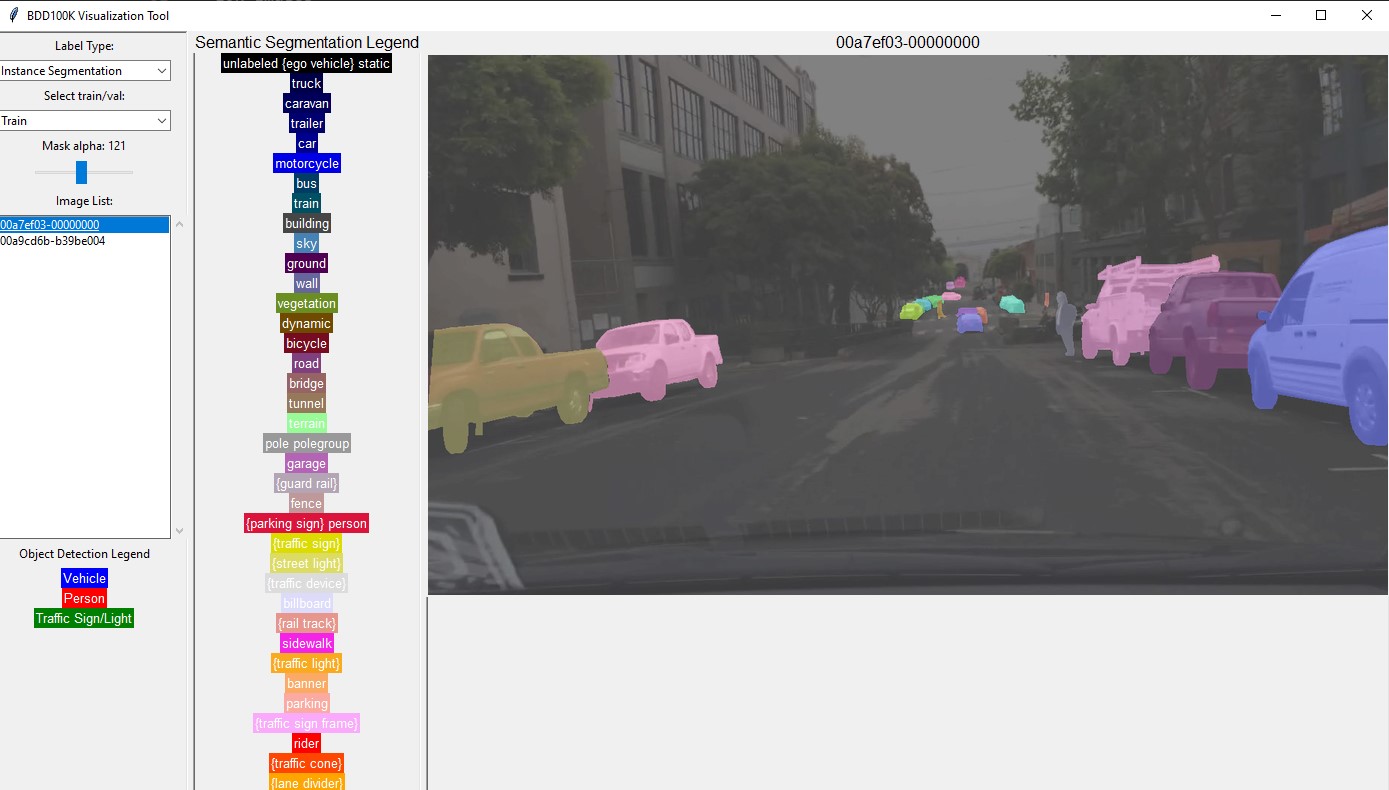 BDD100K Visualization Tool
Label Type:
Instance Segmentation
Select train/val:
Train
Mask alpha: 121
Image List:
00a7ef03-00000000
00a9cd6b-b39be004
Object Detection Legend
Vehicle
Person
Traffic Sign/Light
Semantic Segmentation Legend
unlabeled {ego vehicle} static
truck
caravan
trailer
car
motorcycle
bus
train
building
sky
ground
wall
vegetation
dynamic
bicycle
road
bridge
tunnel
terrain
pole polegroup
garage
{guard rail}
fence
{parking sign} person
{traffic sign}
{street light}
{traffic device}
billboard
{rail track}
sidewalk
{traffic light}
banner
parking
{traffic sign frame}
rider
{traffic cone}
{lane divider}
00a7ef03-00000000